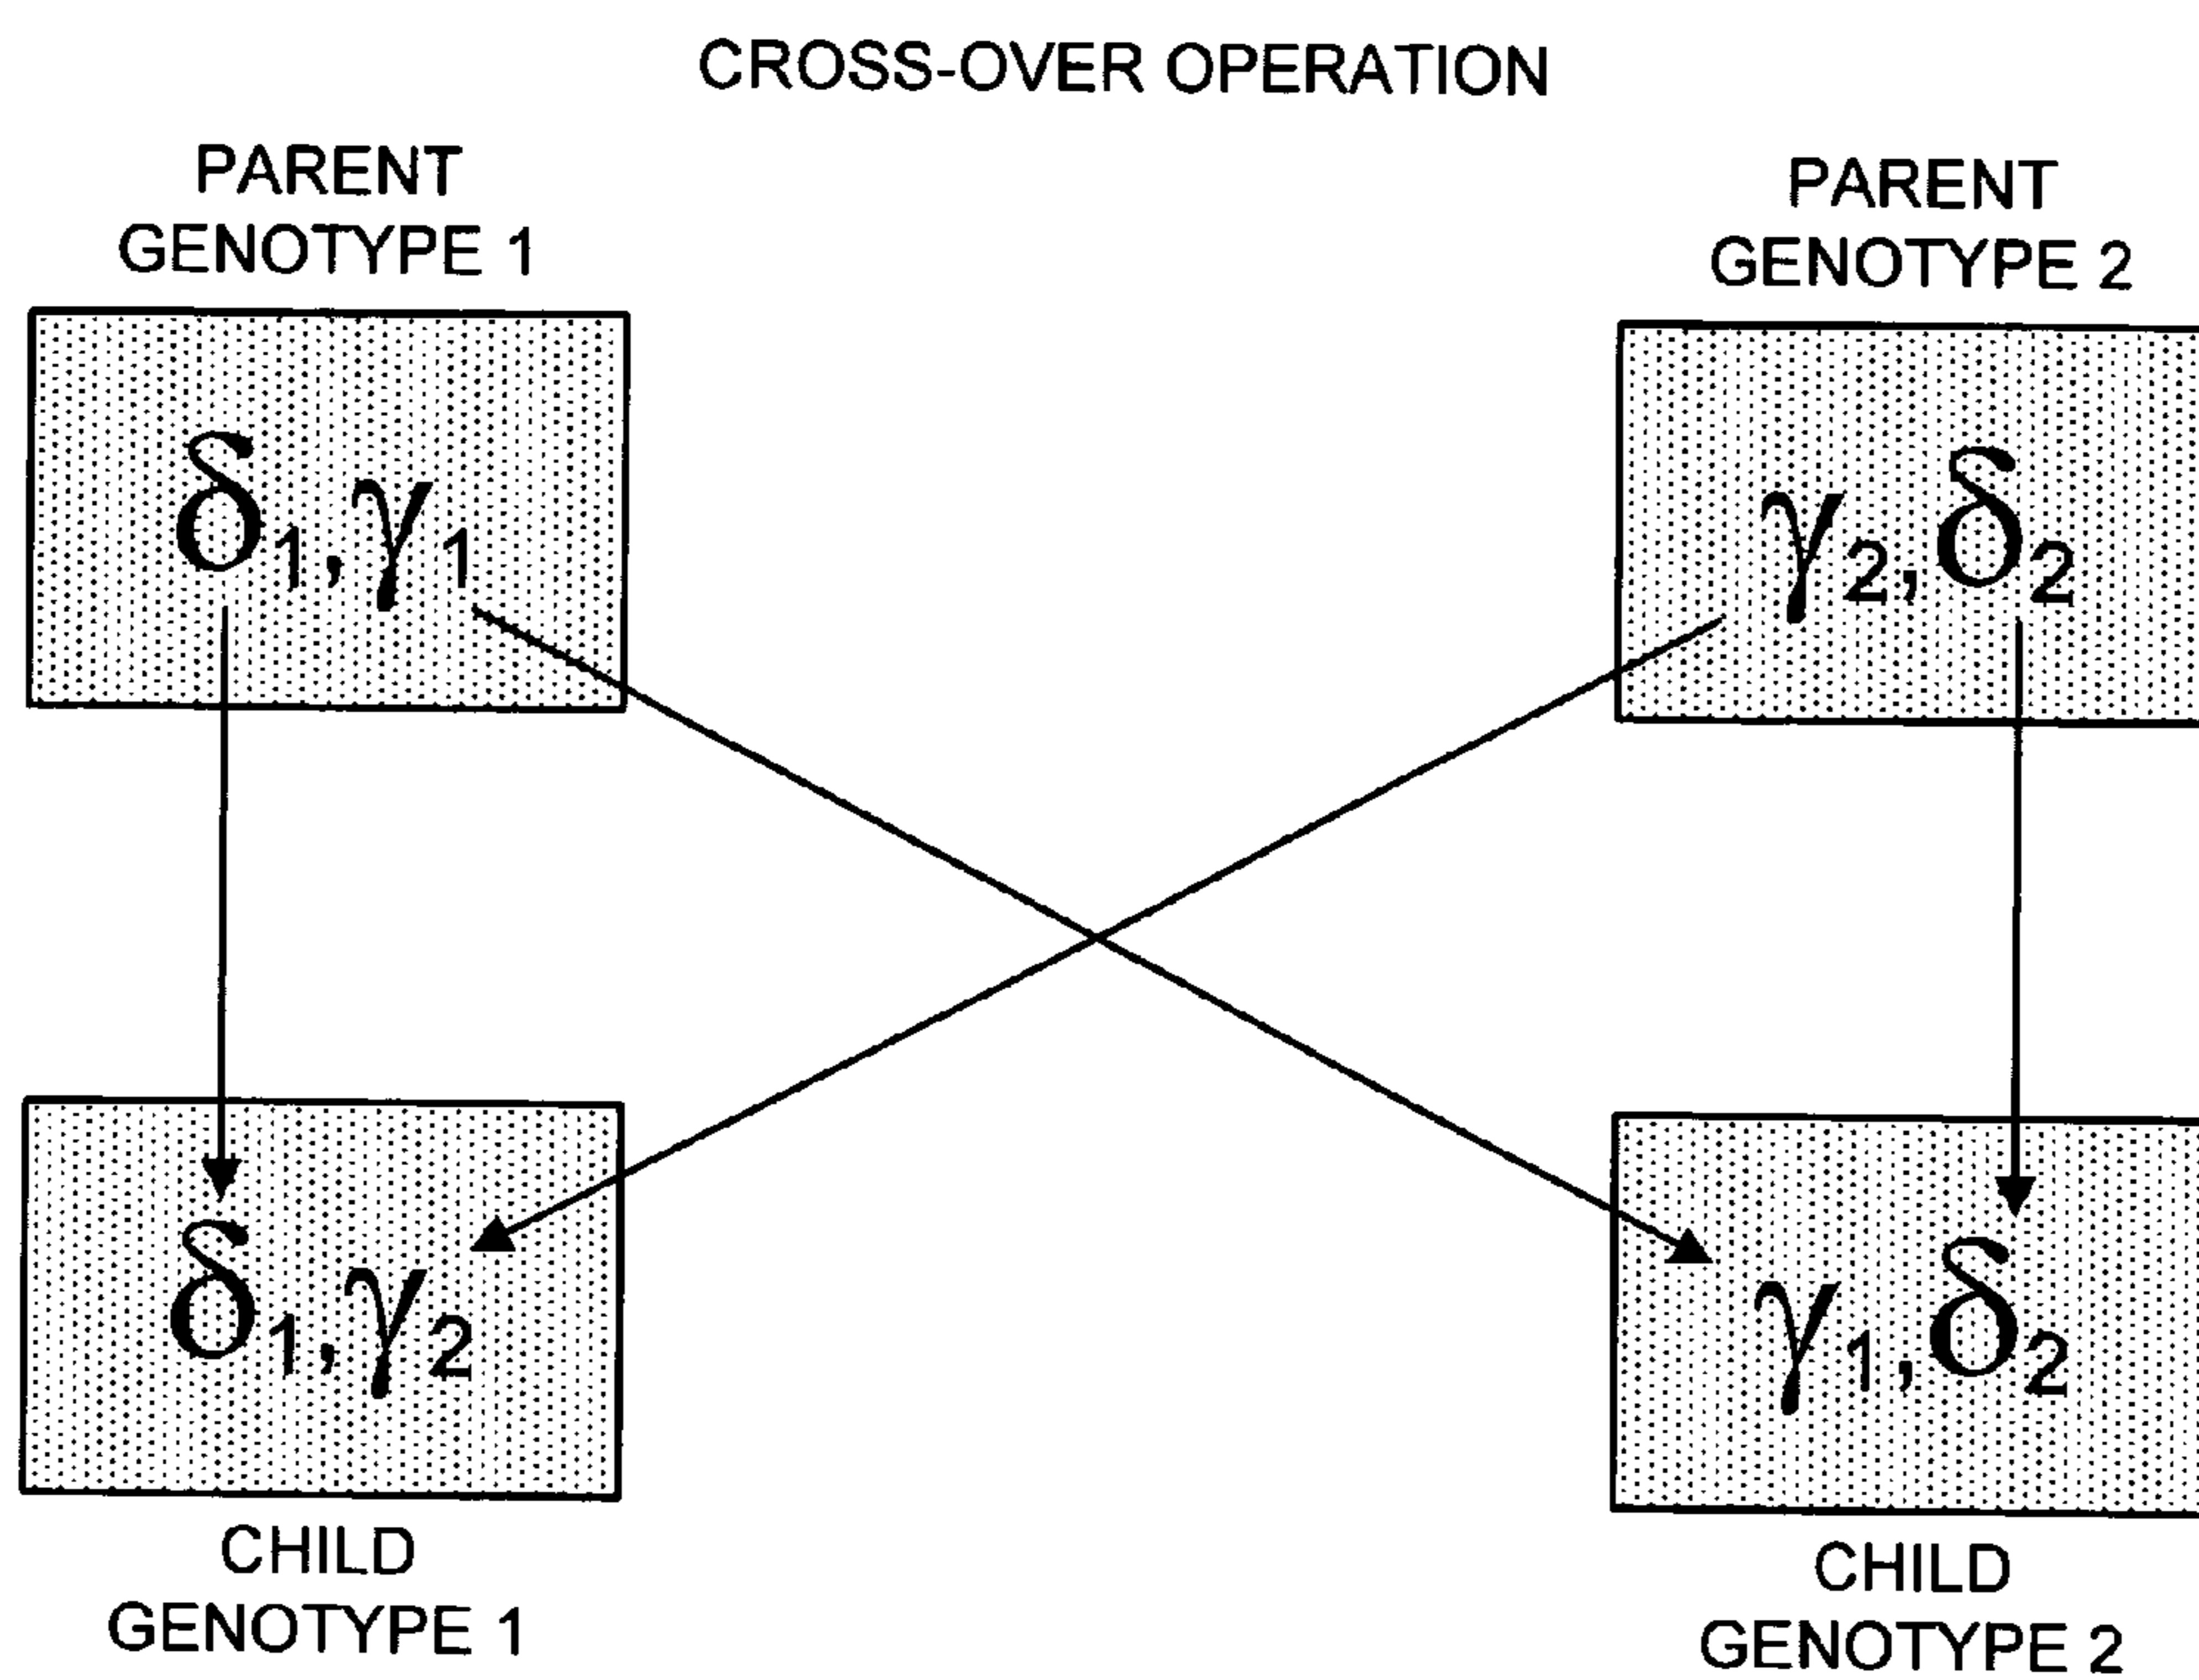 CROSS-OVER OPERATION
PARENT
GENOTYPE 1
PARENT
GENOTYPE 2
δ₁,γ₁
γ₂,δ₂
δ₁,γ₂
γ₁,δ₂
CHILD
GENOTYPE 1
CHILD
GENOTYPE 2